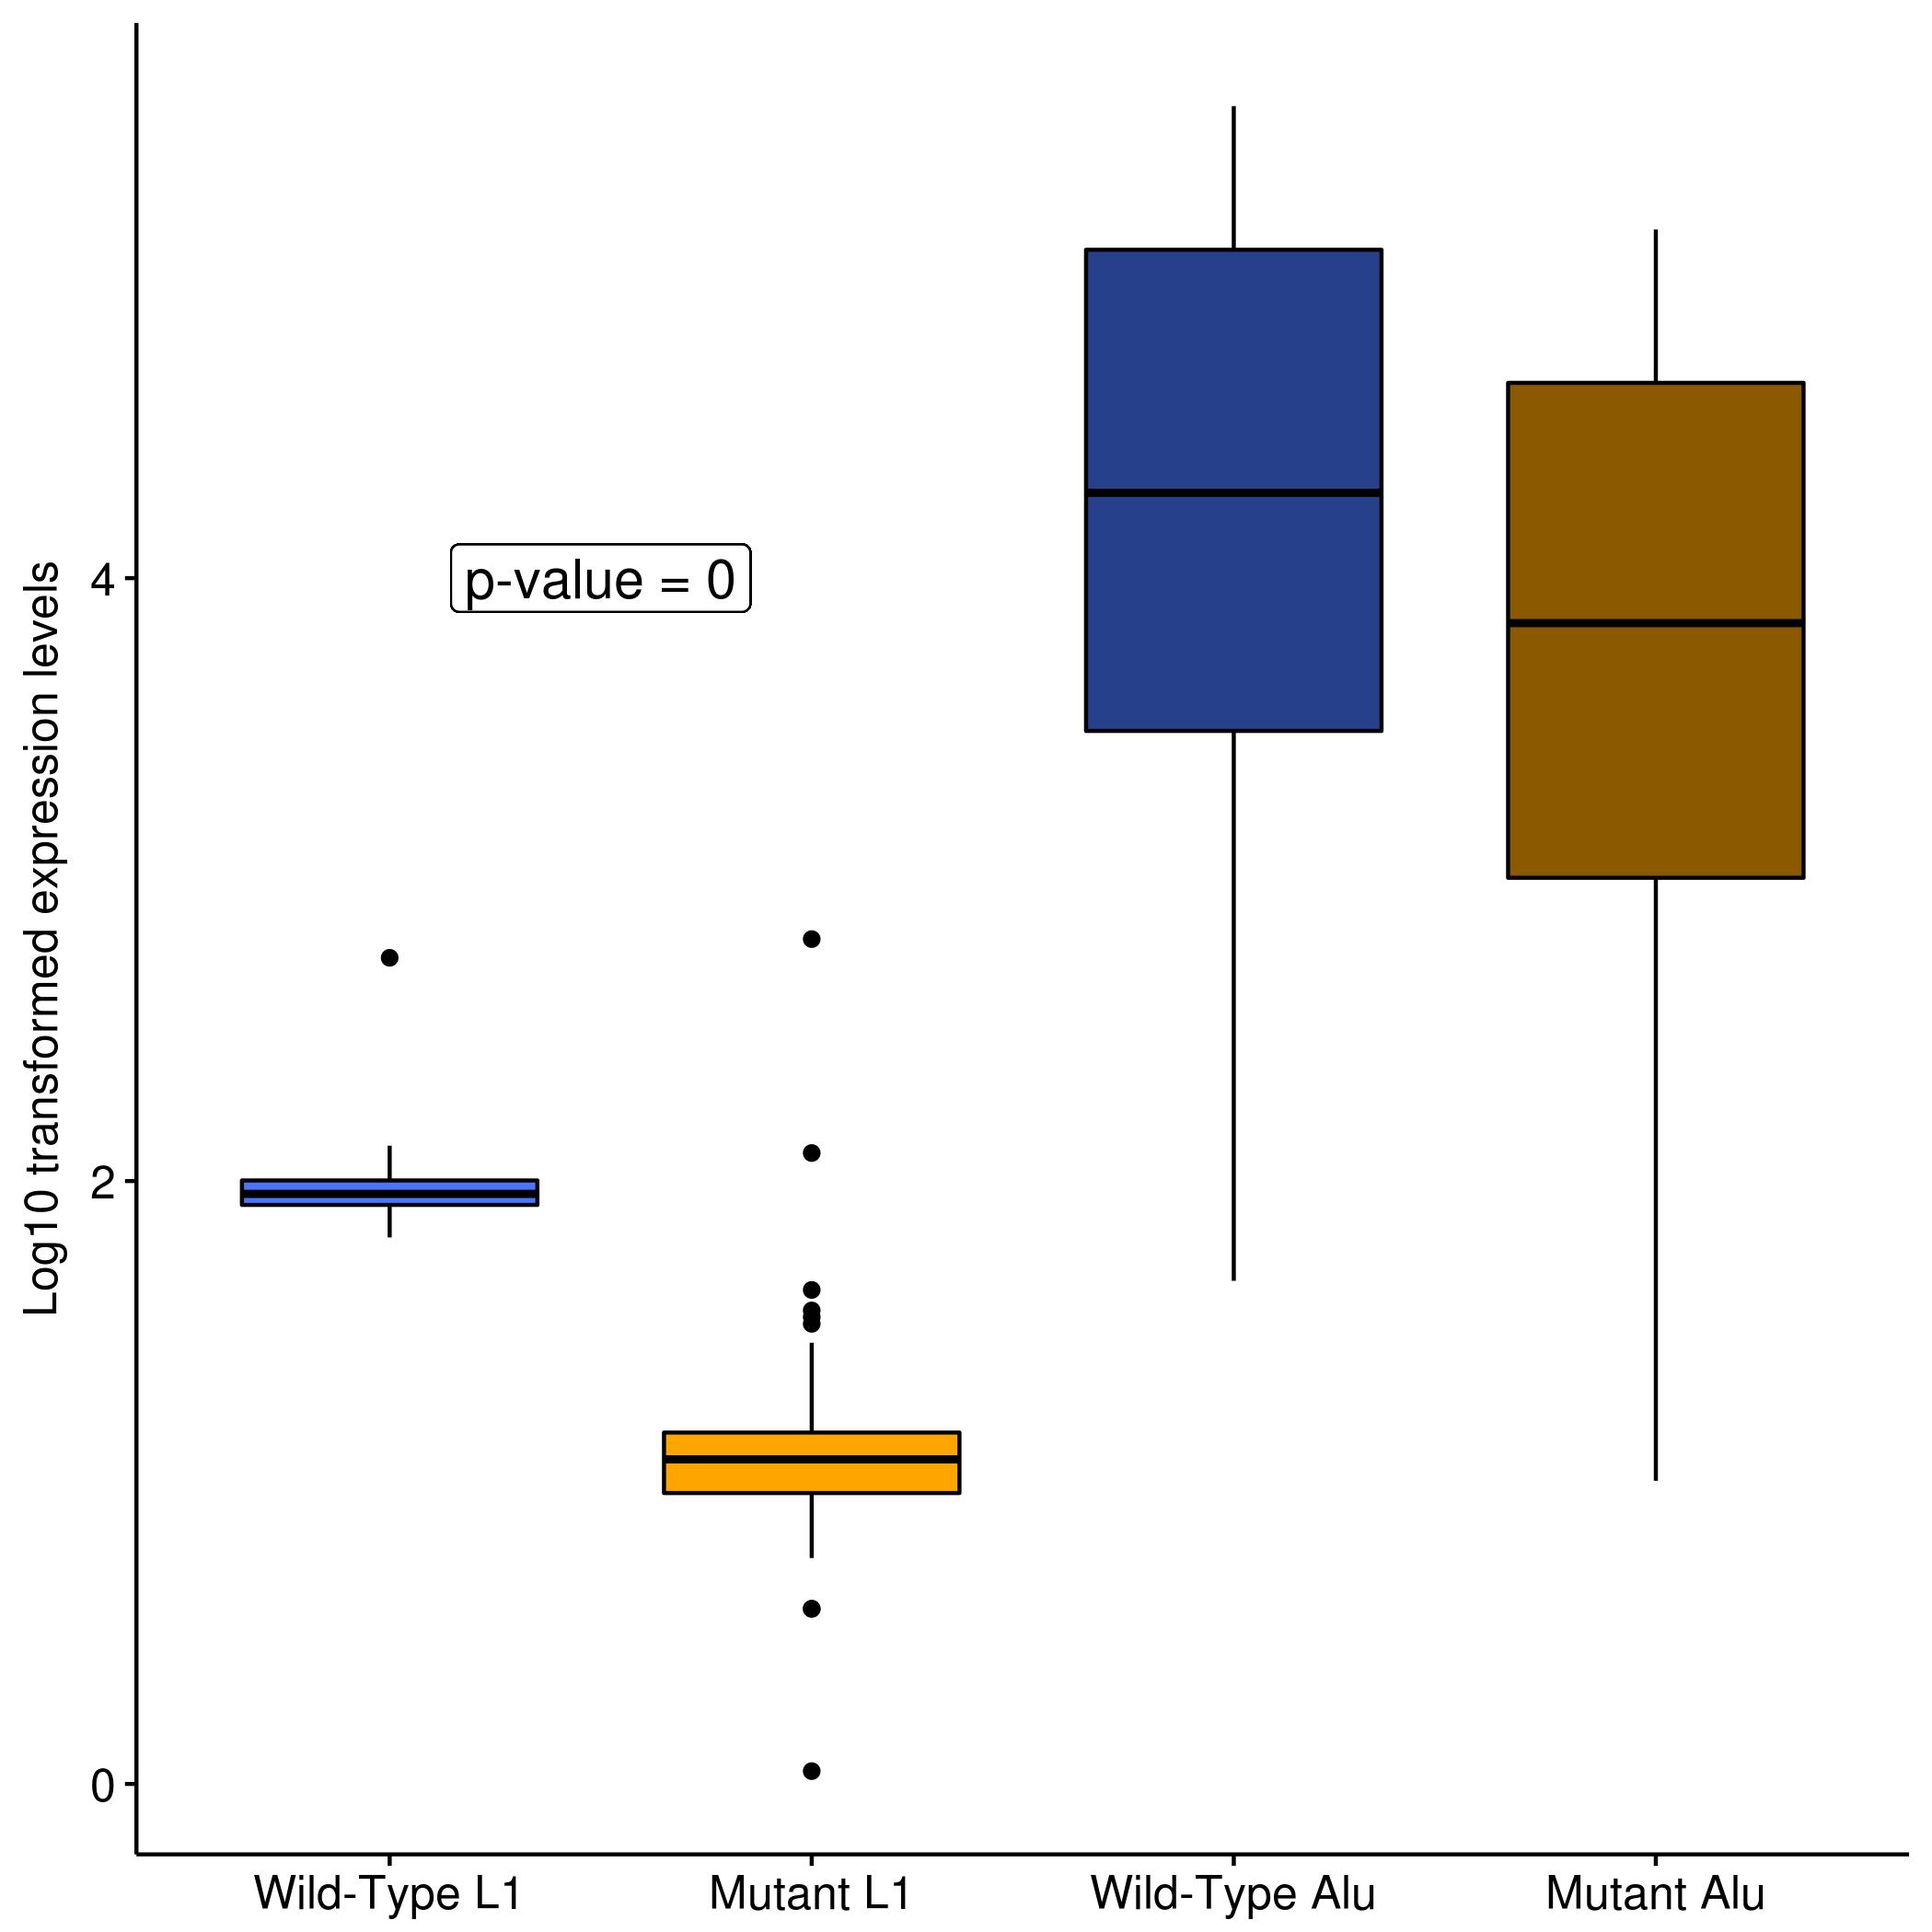 Log10 transformed expression levels
4
2
0
p-value = 0
Wild-Type L1
Mutant L1
Wild-Type Alu
Mutant Alu